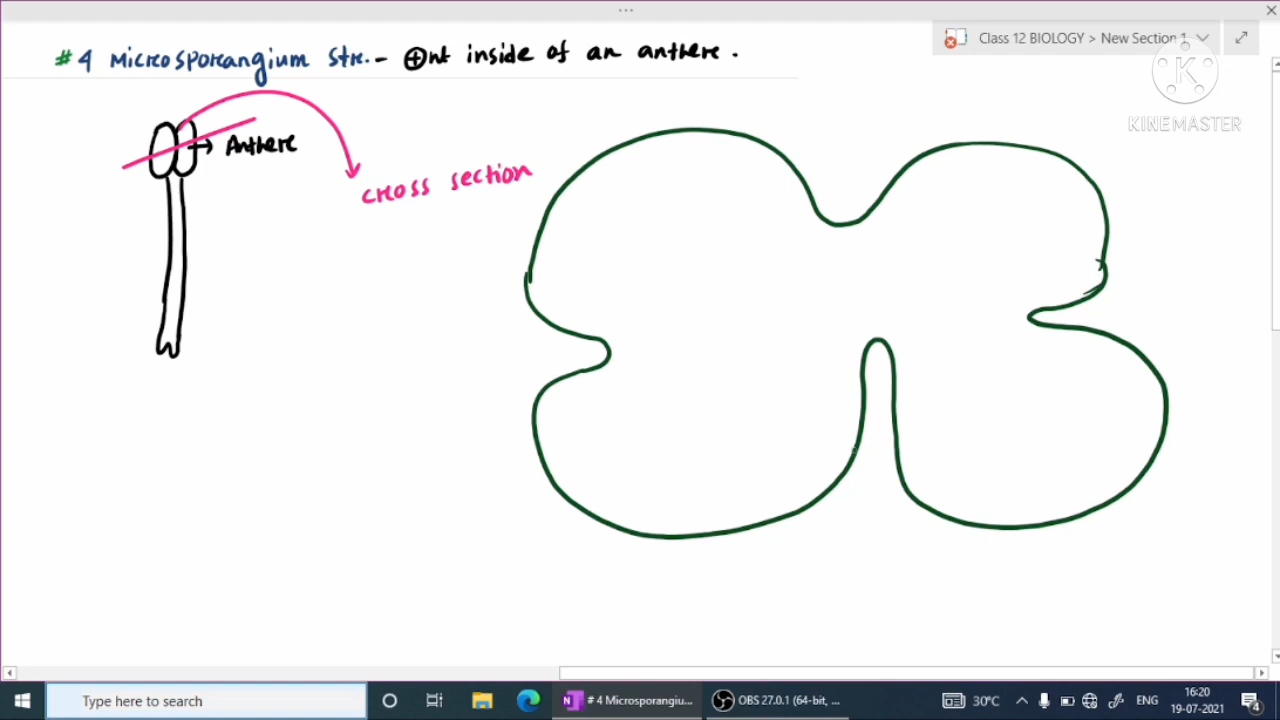 ...
Class 12 BIOLOGY > New Section 1
# 4 Microsporangium Str. - ⊕nt inside of an anthere .
K
KINEMASTER
Anthere
cross section
Type here to search
# 4 Microsporangiu...
OBS 27.0.1 (64-bit, ...
30°C
ENG
16:20
19-07-2021
4